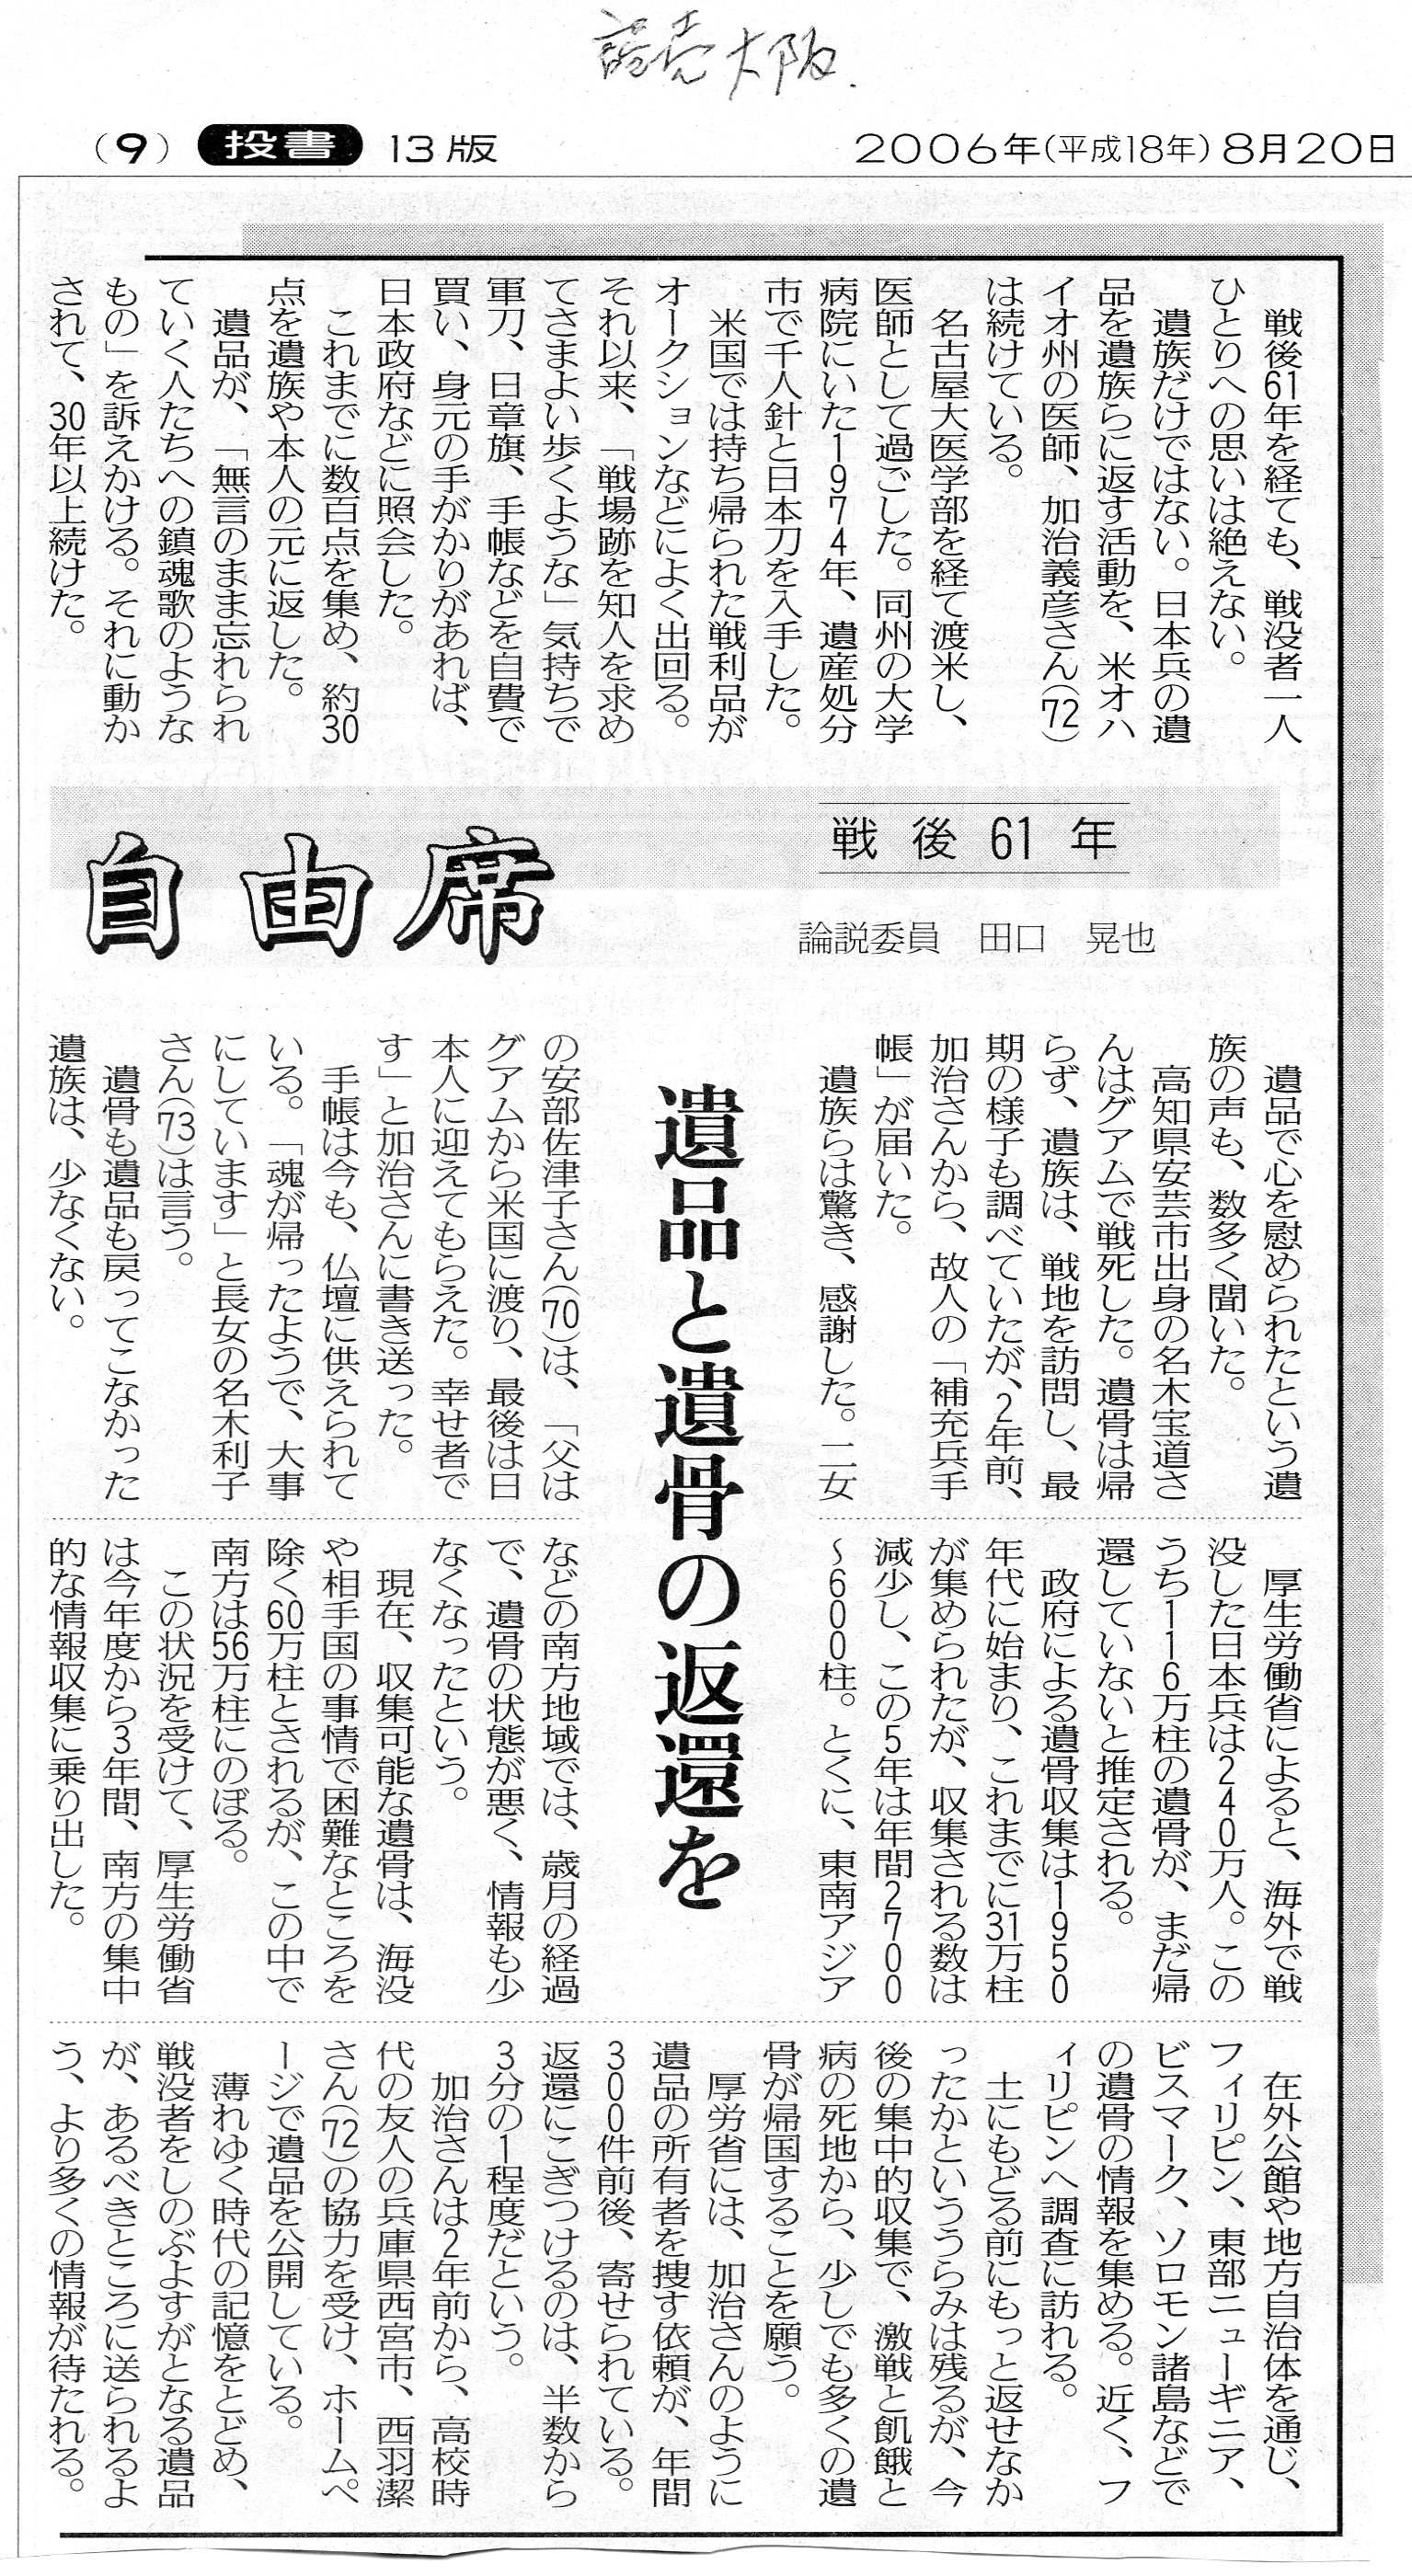 読売大阪.
(9) 投書 13版 2006年(平成18年)8月20日
戦後61年を経ても、戦没者一人
ひとりへの思いは絶えない。
遺族だけではない。日本兵の遺
品を遺族らに返す活動を、米オハ
イオ州の医師、加治義彦さん(72)
は続けている。
名古屋大医学部を経て渡米し、
医師として過ごした。同州の大学
病院にいた1974年、遺産処分
市で千人針と日本刀を入手した。
米国では持ち帰られた戦利品が
オークションなどによく出回る。
それ以来、「戦場跡を知人を求め
てさまよい歩くような」気持ちで
軍刀、日章旗、手帳などを自費で
買い、身元の手がかりがあれば、
日本政府などに照会した。
これまでに数百点を集め、約30
点を遺族や本人の元に返した。
遺品が、「無言のまま忘れられ
ていく人たちへの鎮魂歌のような
もの」を訴えかける。それに動か
されて、30年以上続けた。
自由席
戦後61年
論説委員 田口 晃也
遺品と遺骨の返還を
遺品で心を慰められたという遺
族の声も、数多く聞いた。
高知県安芸市出身の名木宝道さ
んはグアムで戦死した。遺骨は帰
らず、遺族は、戦地を訪問し、最
期の様子も調べていたが、2年前、
加治さんから、故人の「補充兵手
帳」が届いた。
遺族らは驚き、感謝した。二女
の安部佐津子さん(70)は、「父は
グアムから米国に渡り、最後は日
本人に迎えてもらえた。幸せ者で
す」と加治さんに書き送った。
手帳は今も、仏壇に供えられて
いる。「魂が帰ったようで、大事
にしています」と長女の名木利子
さん(73)は言う。
遺骨も遺品も戻ってこなかった
遺族は、少なくない。
厚生労働省によると、海外で戦
没した日本兵は240万人。この
うち116万柱の遺骨が、まだ帰
還していないと推定される。
政府による遺骨収集は1950
年代に始まり、これまでに31万柱
が集められたが、収集される数は
減少し、この5年は年間2700
〜600柱。とくに、東南アジア
などの南方地域では、歳月の経過
で、遺骨の状態が悪く、情報も少
なくなったという。
現在、収集可能な遺骨は、海没
や相手国の事情で困難なところを
除く60万柱とされるが、この中で
南方は56万柱にのぼる。
この状況を受けて、厚生労働省
は今年度から3年間、南方の集中
的な情報収集に乗り出した。
在外公館や地方自治体を通じ、
フィリピン、東部ニューギニア、
ビスマーク、ソロモン諸島などで
の遺骨の情報を集める。近く、フ
ィリピンへ調査に訪れる。
土にもどる前にもっと返せなか
ったかといううらみは残るが、今
後の集中的収集で、激戦と飢餓と
病の死地から、少しでも多くの遺
骨が帰国することを願う。
厚労省には、加治さんのように
遺品の所有者を捜す依頼が、年間
300件前後、寄せられている。
返還にこぎつけるのは、半数から
3分の1程度だという。
加治さんは2年前から、高校時
代の友人の兵庫県西宮市、西羽潔
さん(72)の協力を受け、ホームペ
ージで遺品を公開している。
薄れゆく時代の記憶をとどめ、
戦没者をしのぶよすがとなる遺品
が、あるべきところに送られるよ
う、より多くの情報が待たれる。